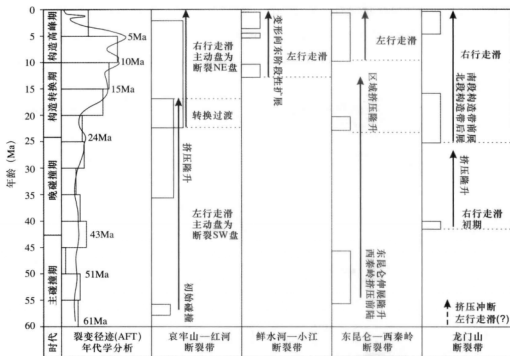 年龄 (Ma)
0
5
10
15
20
25
30
35
40
45
50
55
60
时代
构造高峰期
构造转换期
晚碰撞期
主碰撞期
5Ma
10Ma
15Ma
24Ma
43Ma
51Ma
61Ma
裂变径迹(AFT)
年代学分析
右行走滑
主动盘为
断裂NE盘
转换过渡
挤压隆升
左行走滑
主动盘为
断裂SW盘
初始碰撞
哀牢山—红河
断裂带
变形向东阶段性扩展
左行走滑
鲜水河—小江
断裂带
左行走滑
区域挤压隆升
东昆仑伸展隆升
西秦岭挤压前陆
东昆仑—西秦岭
断裂带
右行走滑
南段构造带前展
北段构造带后展
挤压隆升
右行走滑
初期
挤压冲断
左行走滑(?)
龙门山
断裂带